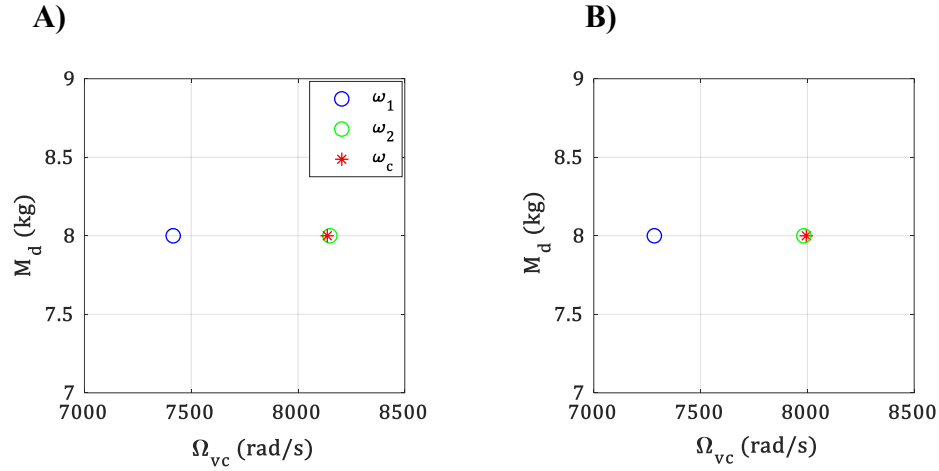 A)
B)
9
8.5
8
7.5
7
M_d (kg)
7000 7500 8000 8500
Ω_vc (rad/s)
ω_1
ω_2
ω_c
9
8.5
8
7.5
7
M_d (kg)
7000 7500 8000 8500
Ω_vc (rad/s)